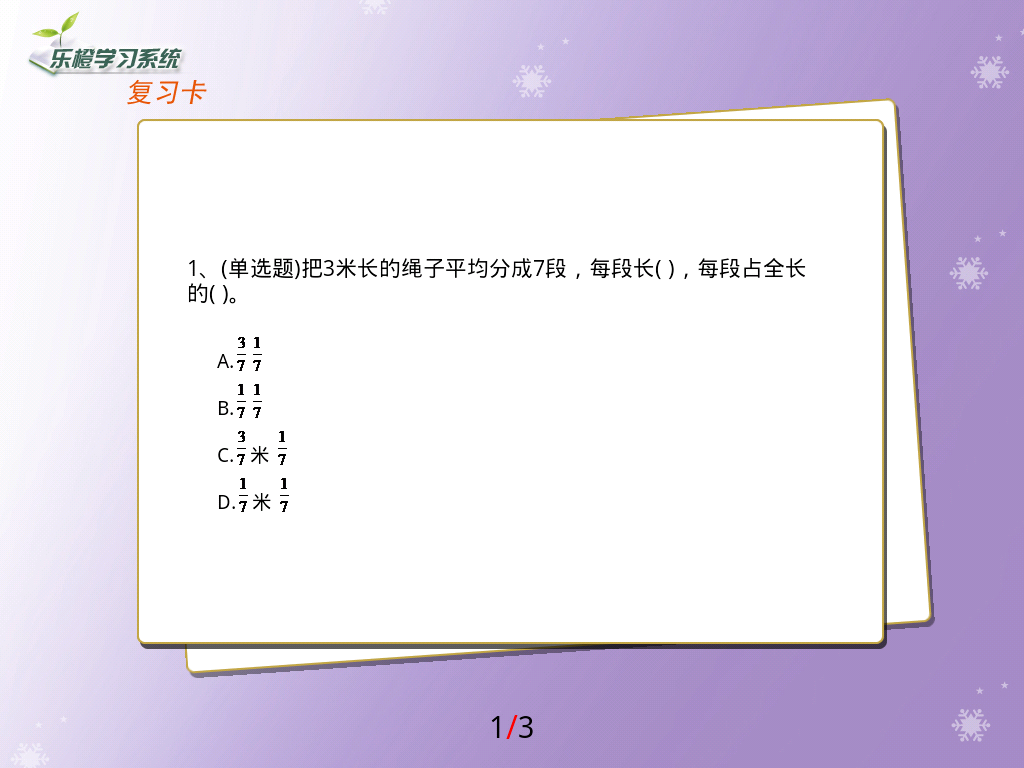 乐橙学习系统
复习卡
1、(单选题)把3米长的绳子平均分成7段，每段长( )，每段占全长
的( )。
A.3/7 1/7
B.1/7 1/7
C.3/7 米 1/7
D.1/7 米 1/7
1/3